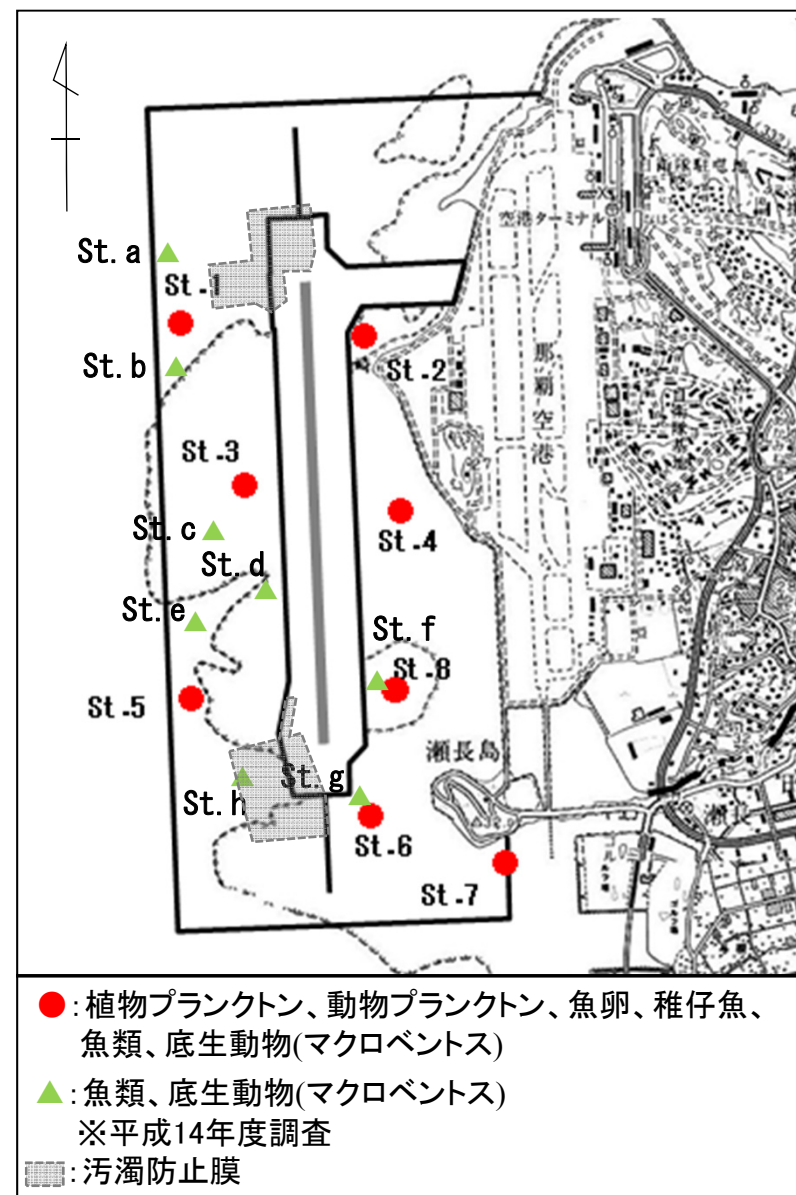 St. a
St.-1
空港ターミナル
St. b
St.-2
那覇空港
St.-3
St.-4
St. c
St. d
St. e
St. f
St.-8
St.-5
瀬長島
St. g
St. h
St.-6
St.-7
:植物プランクトン、動物プランクトン、魚卵、稚仔魚、
魚類、底生動物(マクロベントス)
:魚類、底生動物(マクロベントス)
※平成14年度調査
:汚濁防止膜